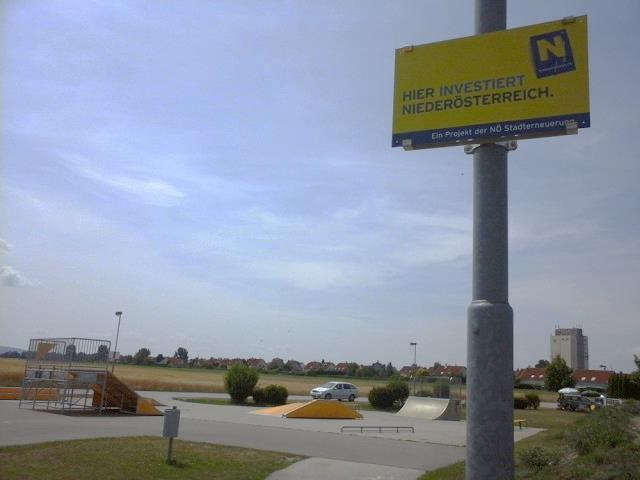 N
HIER INVESTIERT
NIEDERÖSTERREICH.
Ein Projekt der NÖ Stadterneuerung